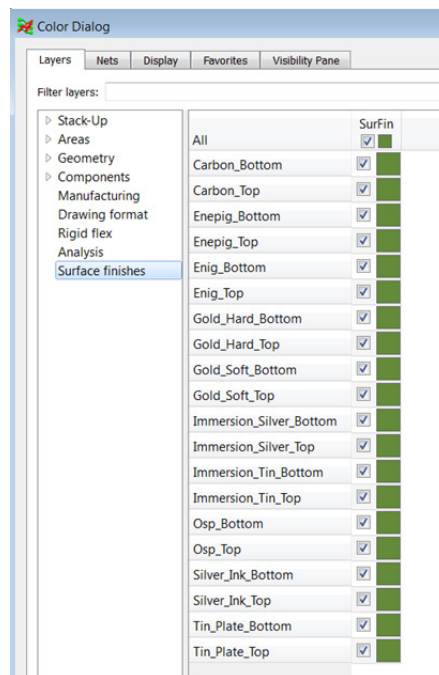 Color Dialog
Layers Nets Display Favorites Visibility Pane
Filter layers:
Stack-Up
Areas
Geometry
Components
Manufacturing
Drawing format
Rigid flex
Analysis
Surface finishes
SurFin
All
Carbon_Bottom
Carbon_Top
Enepig_Bottom
Enepig_Top
Enig_Bottom
Enig_Top
Gold_Hard_Bottom
Gold_Hard_Top
Gold_Soft_Bottom
Gold_Soft_Top
Immersion_Silver_Bottom
Immersion_Silver_Top
Immersion_Tin_Bottom
Immersion_Tin_Top
Osp_Bottom
Osp_Top
Silver_Ink_Bottom
Silver_Ink_Top
Tin_Plate_Bottom
Tin_Plate_Top